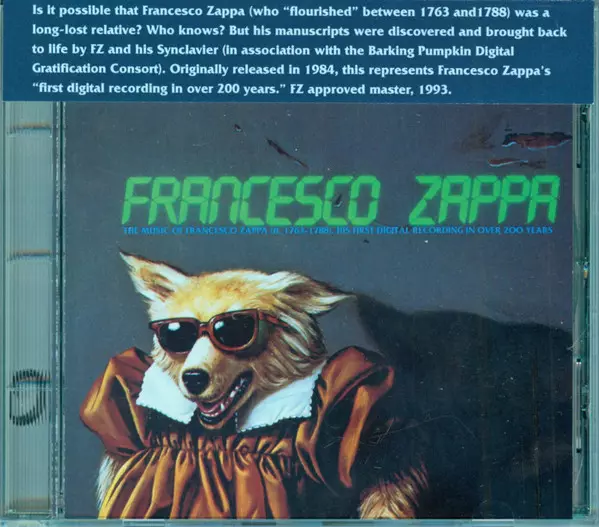 Is it possible that Francesco Zappa (who “flourished” between 1763 and1788) was a
long-lost relative? Who knows? But his manuscripts were discovered and brought back
to life by FZ and his Synclavier (in association with the Barking Pumpkin Digital
Gratification Consort). Originally released in 1984, this represents Francesco Zappa’s
“first digital recording in over 200 years.” FZ approved master, 1993.
FRANCESCO ZAPPA
THE MUSIC OF FRANCESCO ZAPPA (fl. 1763-1788). HIS FIRST DIGITAL RECORDING IN OVER 200 YEARS